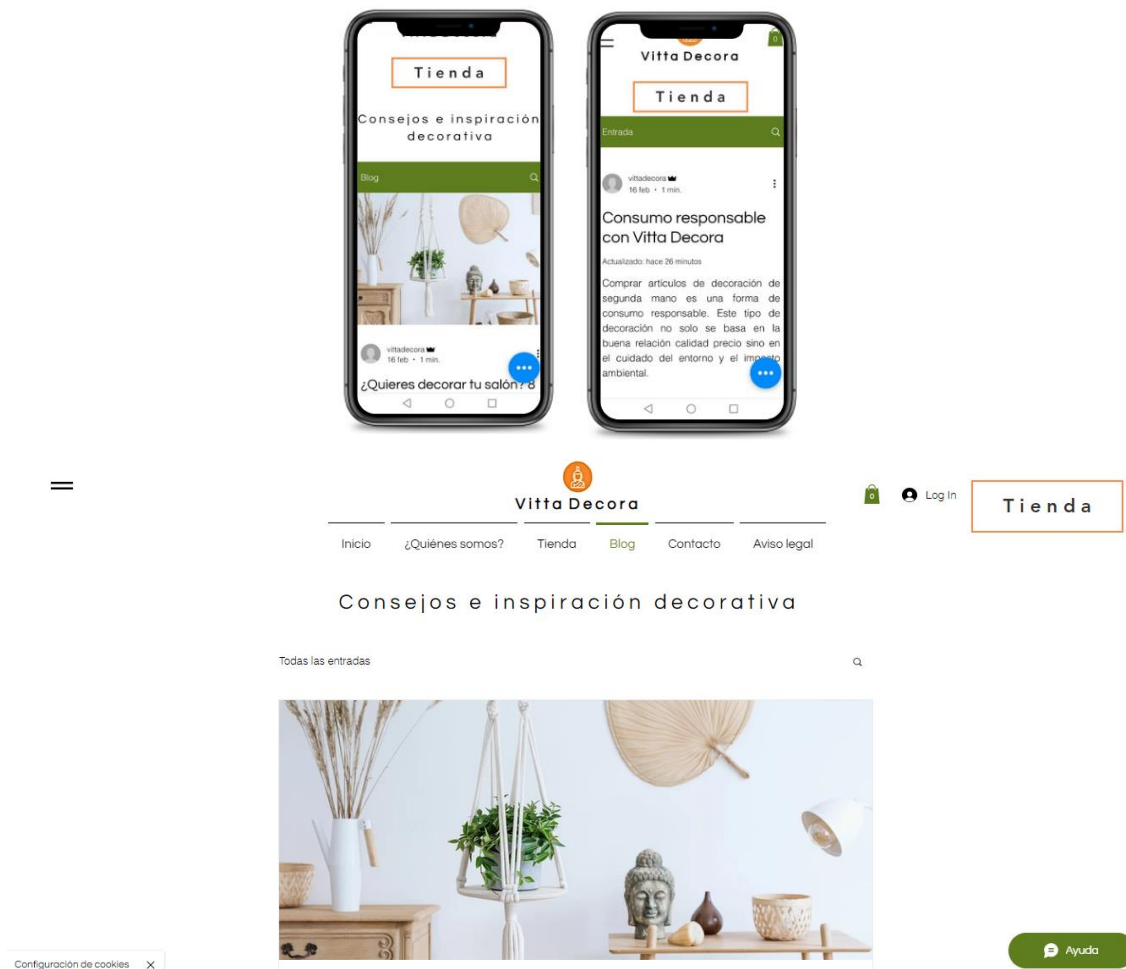 Tienda
Consejos e inspiración
decorativa
Blog
vittadecora
16 feb • 1 min.
¿Quieres decorar tu salón? 8
0
Vitta Decora
Tienda
Entrada
vittadecora
16 feb • 1 min.
Consumo responsable
con Vitta Decora
Actualizado: hace 26 minutos
Comprar artículos de decoración de
segunda mano es una forma de
consumo responsable. Este tipo de
decoración no solo se basa en la
buena relación calidad precio sino en
el cuidado del entorno y el impacto
ambiental.
Vitta Decora
0
Log In
Tienda
Inicio ¿Quiénes somos? Tienda Blog Contacto Aviso legal
Consejos e inspiración decorativa
Todas las entradas
Configuración de cookies X
Ayuda